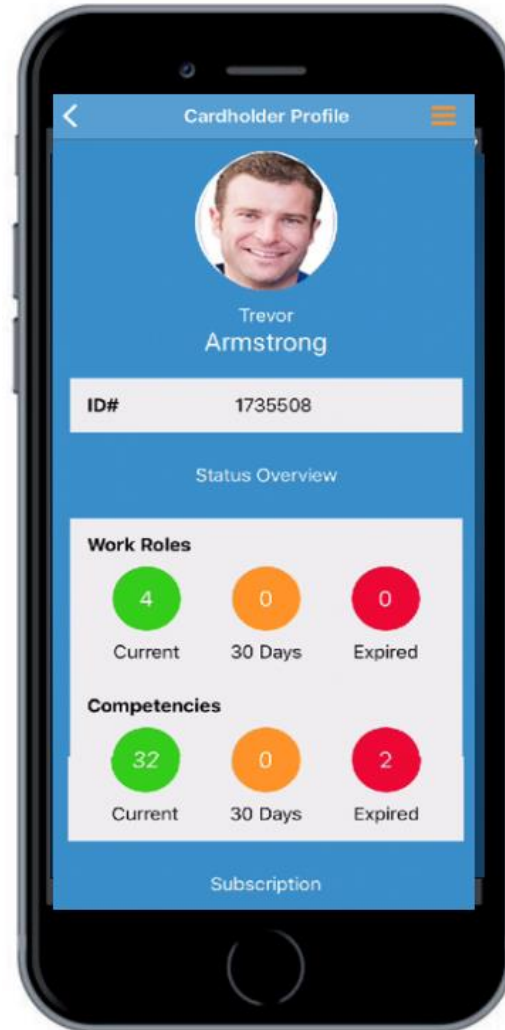 Cardholder Profile
Trevor
Armstrong
ID# 1735508
Status Overview
Work Roles
4 0 0
Current 30 Days Expired
Competencies
32 0 2
Current 30 Days Expired
Subscription